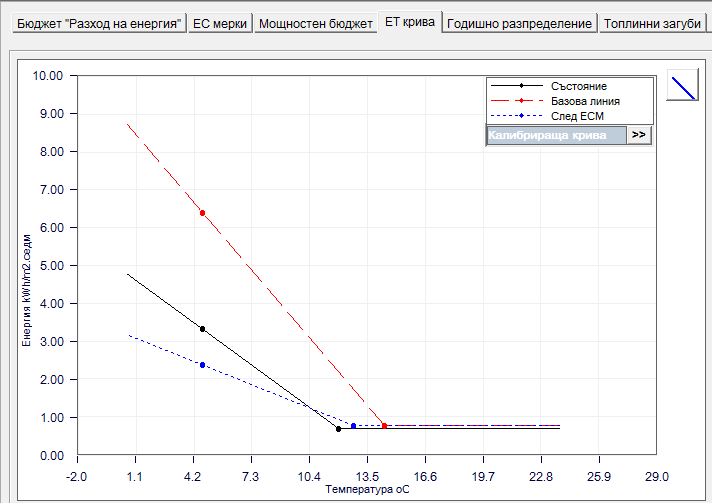 Бюджет "Разход на енергия" ЕС мерки Мощностен бюджет ЕТ крива Годишно разпределение Топлинни загуби
10.00
9.00
8.00
7.00
6.00
5.00
4.00
3.00
2.00
1.00
0.00
Енергия kWh/m2.седм
Състояние
Базова линия
След ЕСМ
Калибрираща крива >>
-2.0 1.1 4.2 7.3 10.4 13.5 16.6 19.7 22.8 25.9 29.0
Температура оС